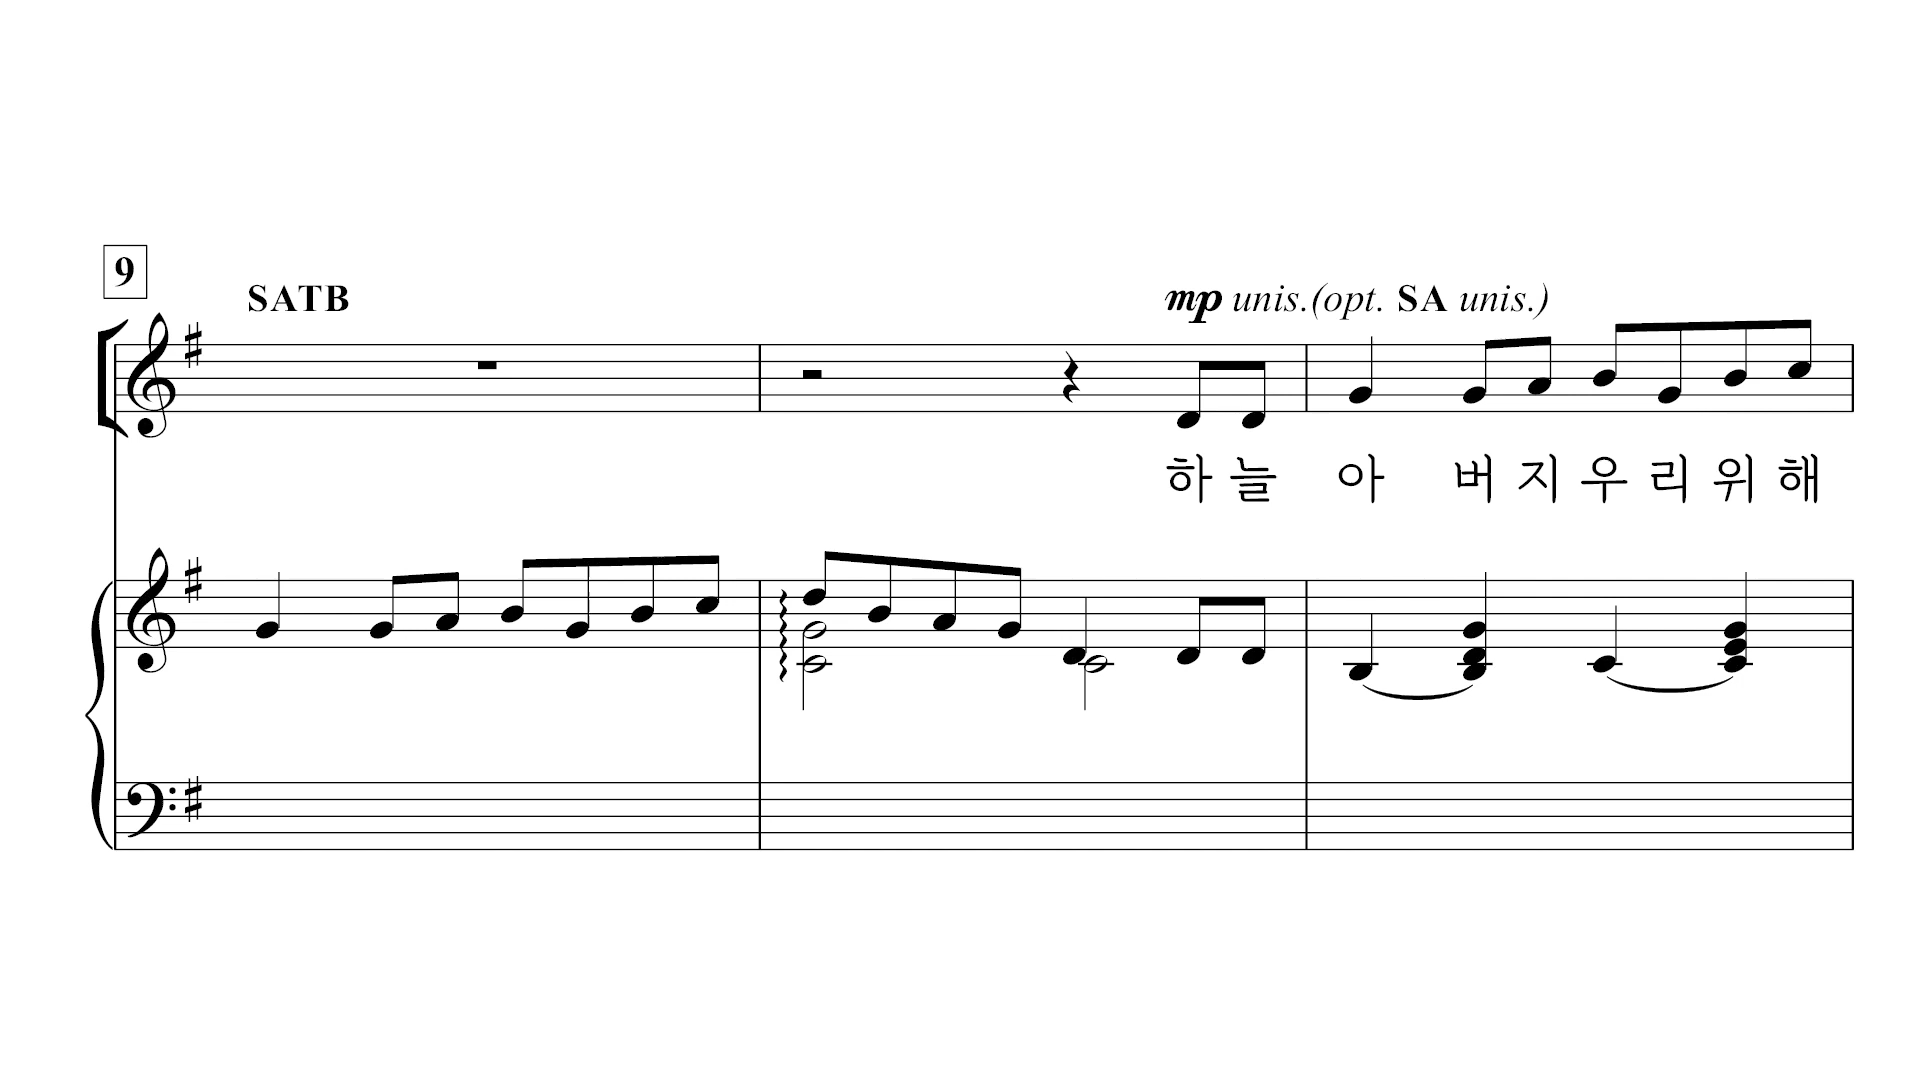 9
SATB
mp unis.(opt. SA unis.)
하 늘 아 버 지 우 리 위 해